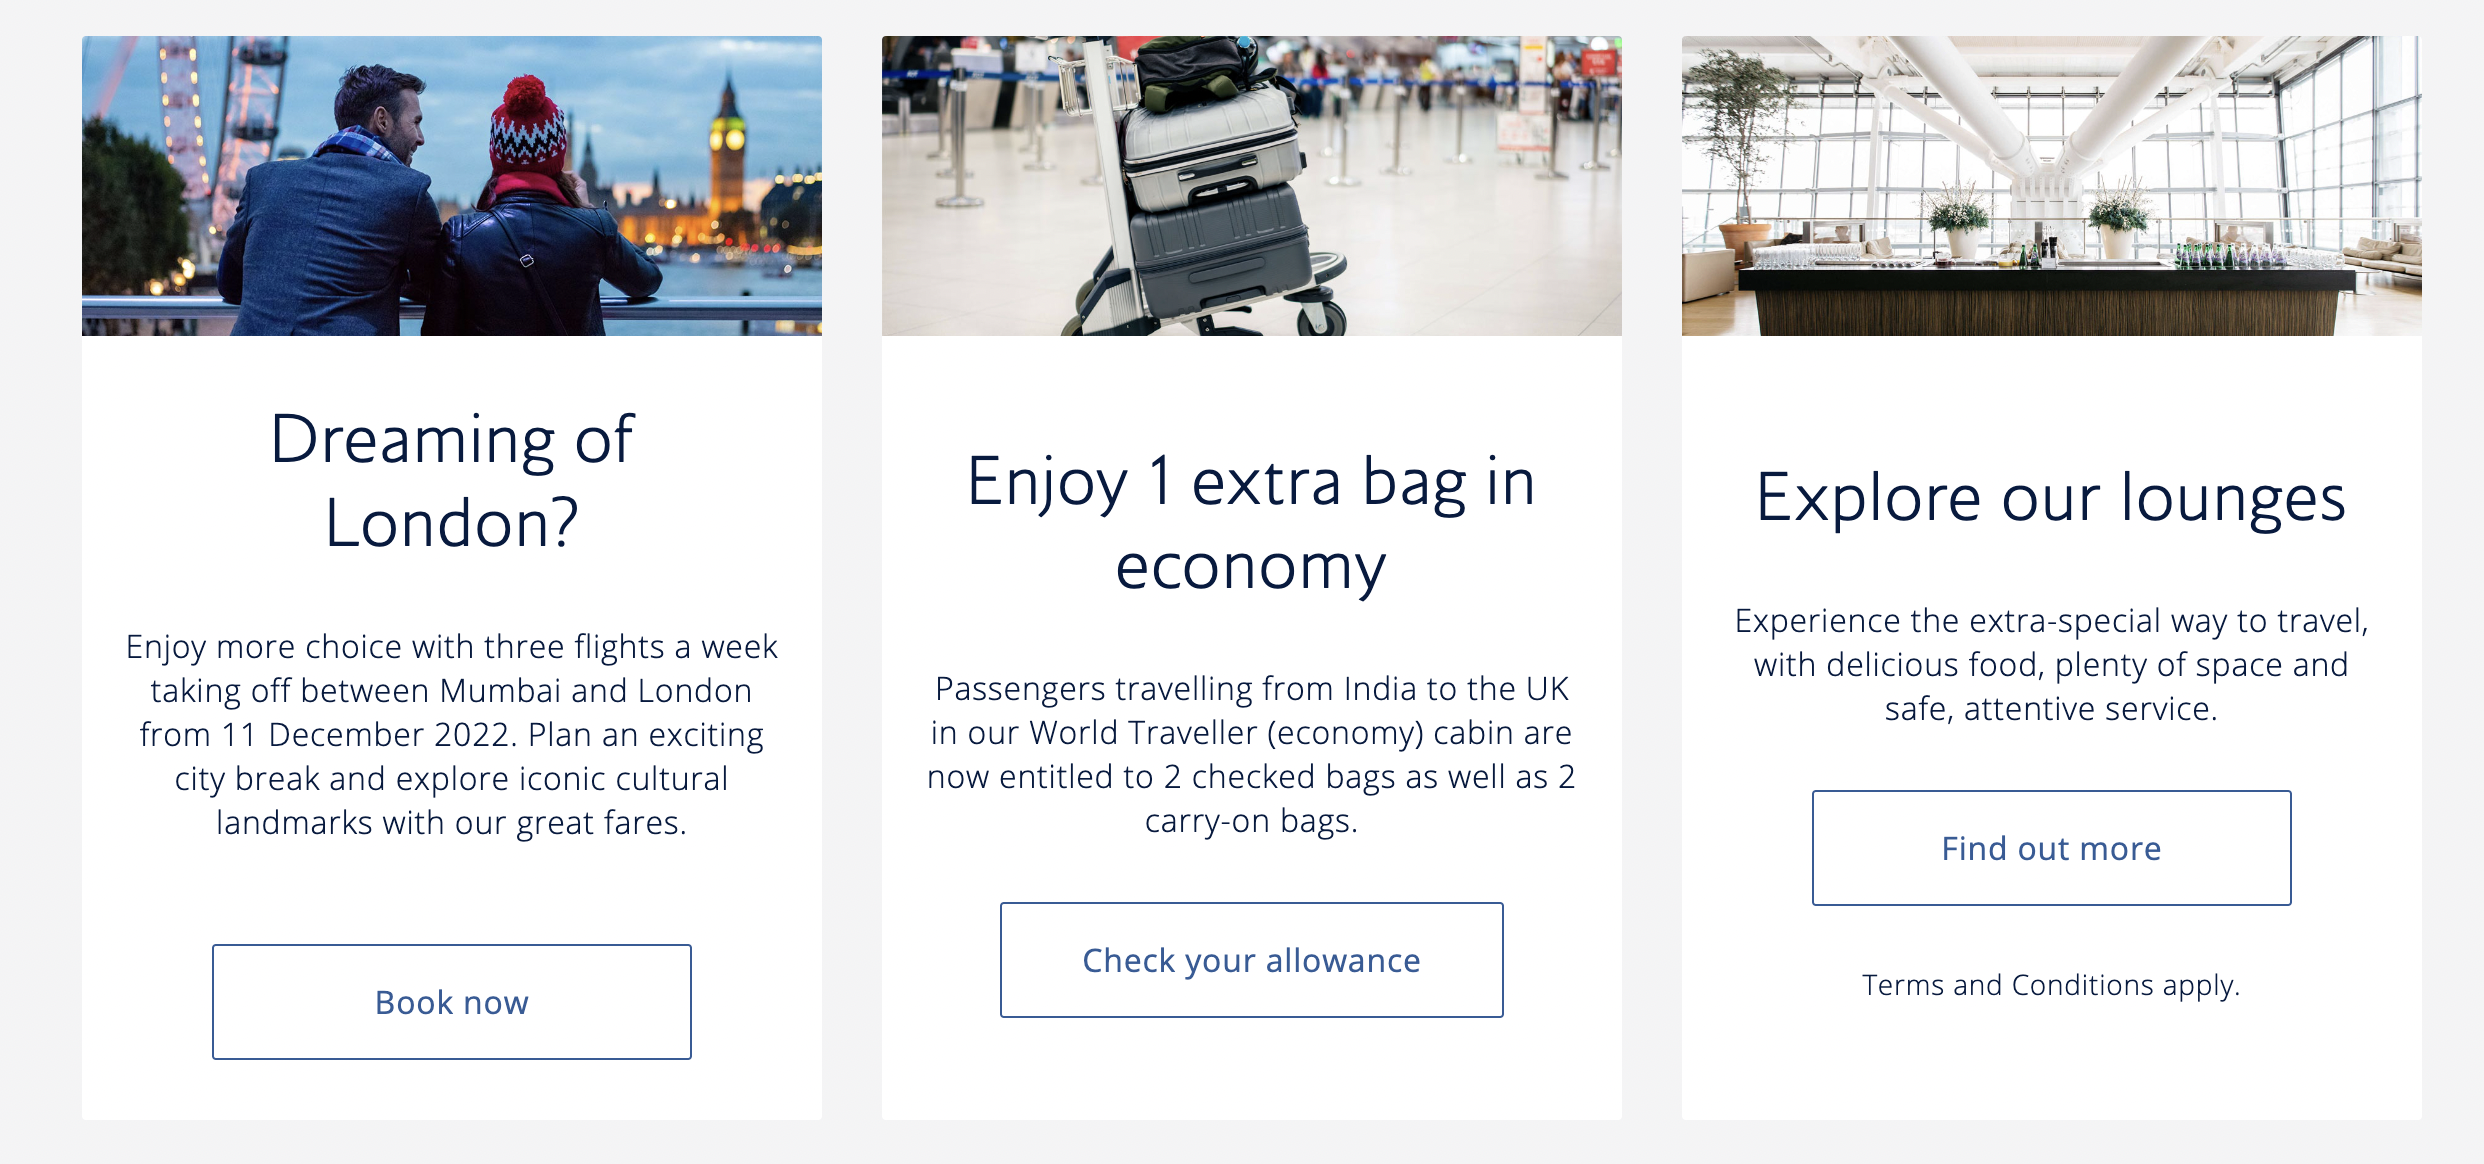 Dreaming of
London?
Enjoy more choice with three flights a week
taking off between Mumbai and London
from 11 December 2022. Plan an exciting
city break and explore iconic cultural
landmarks with our great fares.
Book now
Enjoy 1 extra bag in
economy
Passengers travelling from India to the UK
in our World Traveller (economy) cabin are
now entitled to 2 checked bags as well as 2
carry-on bags.
Check your allowance
Explore our lounges
Experience the extra-special way to travel,
with delicious food, plenty of space and
safe, attentive service.
Find out more
Terms and Conditions apply.